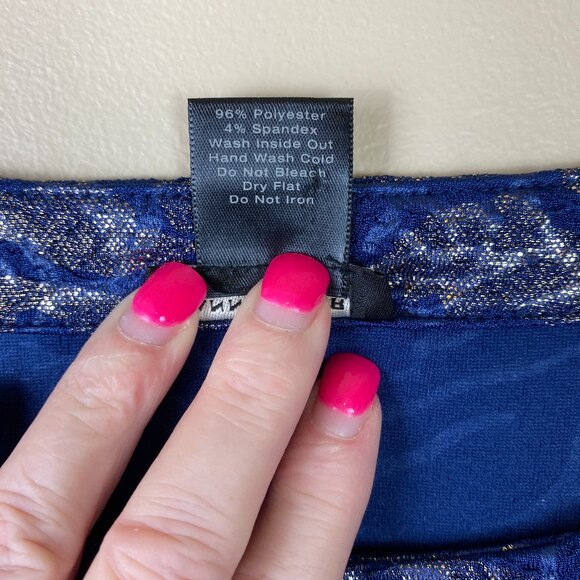 96% Polyester
4% Spandex
Wash Inside Out
Hand Wash Cold
Do Not Bleach
Dry Flat
Do Not Iron